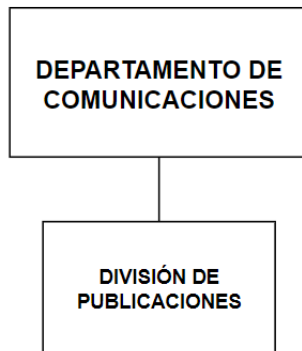 DEPARTAMENTO DE
COMUNICACIONES
DIVISIÓN DE
PUBLICACIONES